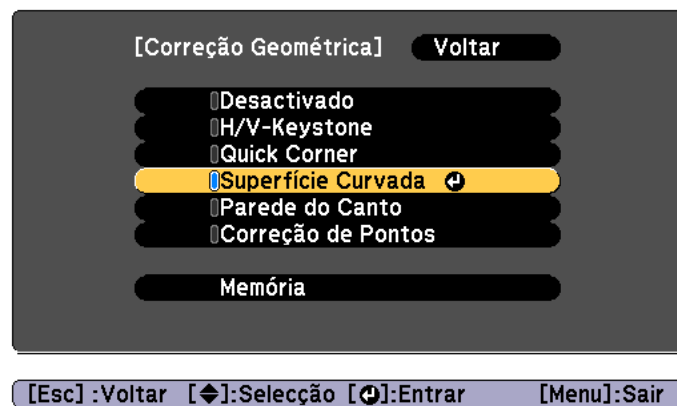 [Correção Geométrica] Voltar
Desactivado
H/V-Keystone
Quick Corner
Superfície Curvada
Parede do Canto
Correção de Pontos
Memória
[Esc] :Voltar [◆]:Selecção [↵]:Entrar [Menu]:Sair